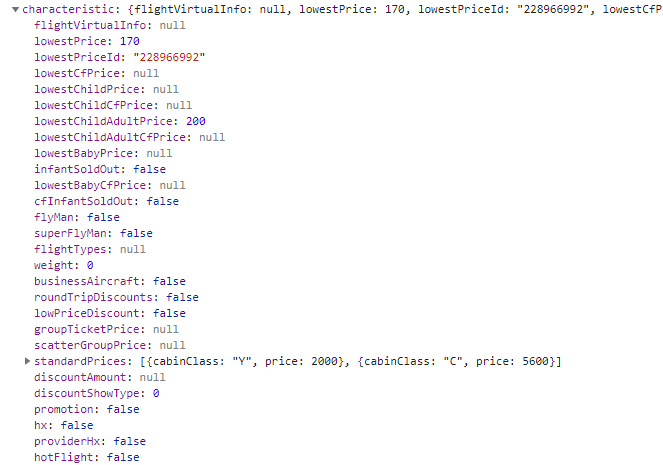 characteristic: {flightVirtualInfo: null, lowestPrice: 170, lowestPriceId: "228966992", lowestCfP
flightVirtualInfo: null
lowestPrice: 170
lowestPriceId: "228966992"
lowestCfPrice: null
lowestChildPrice: null
lowestChildCfPrice: null
lowestChildAdultPrice: 200
lowestChildAdultCfPrice: null
lowestBabyPrice: null
infantSoldOut: false
lowestBabyCfPrice: null
cfInfantSoldOut: false
flyMan: false
superFlyMan: false
flightTypes: null
weight: 0
businessAircraft: false
roundTripDiscounts: false
lowPriceDiscount: false
groupTicketPrice: null
scatterGroupPrice: null
standardPrices: [{cabinClass: "Y", price: 2000}, {cabinClass: "C", price: 5600}]
discountAmount: null
discountShowType: 0
promotion: false
hx: false
providerHx: false
hotFlight: false